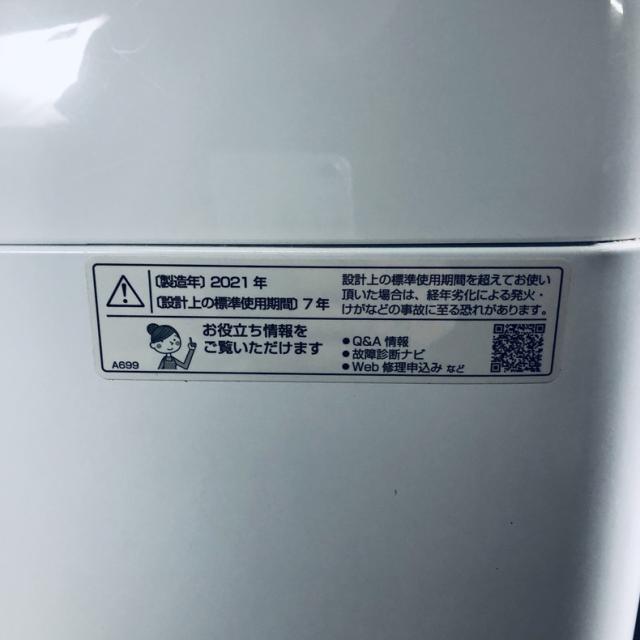 〔製造年〕2021年
〔設計上の標準使用期間〕7年
設計上の標準使用期間を超えてお使い
頂いた場合は、経年劣化による発火・
けがなどの事故に至る恐れがあります。
お役立ち情報を
ご覧いただけます
●Q&A 情報
●故障診断ナビ
●Web 修理申込み など
A699